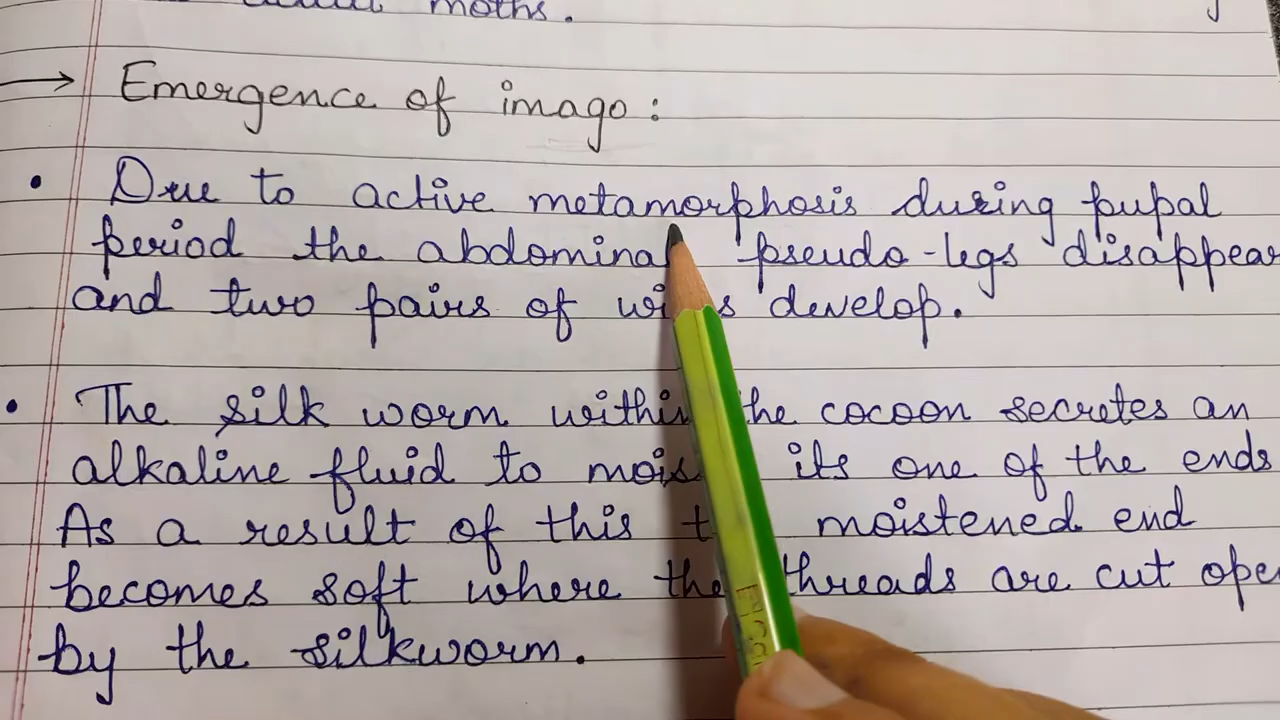 moths.
→ Emergence of imago :
• Due to active metamorphosis during pupal
period the abdominal pseudo-legs disappear
and two pairs of develop.
• The silk worm within the cocoon secretes an
alkaline fluid to its one of the ends
As a result of this moistened end
becomes soft where the threads are cut open
by the silkworm.